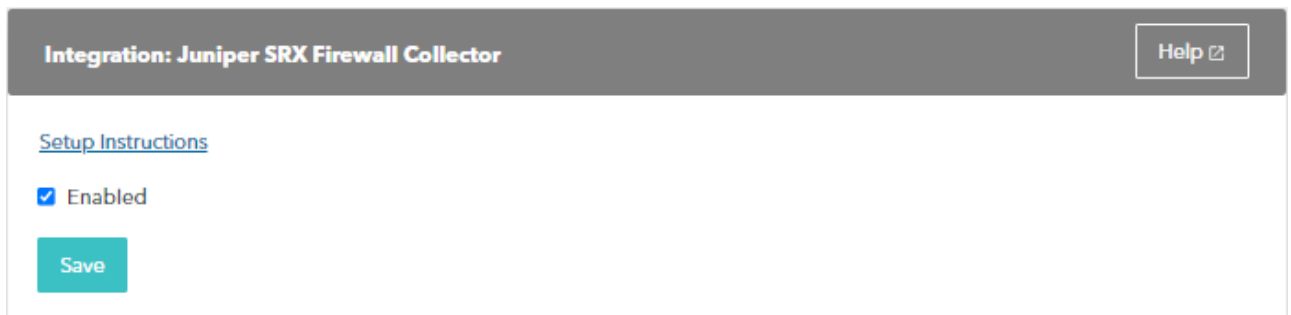 Integration: Juniper SRX Firewall Collector
Help
Setup Instructions
Enabled
Save